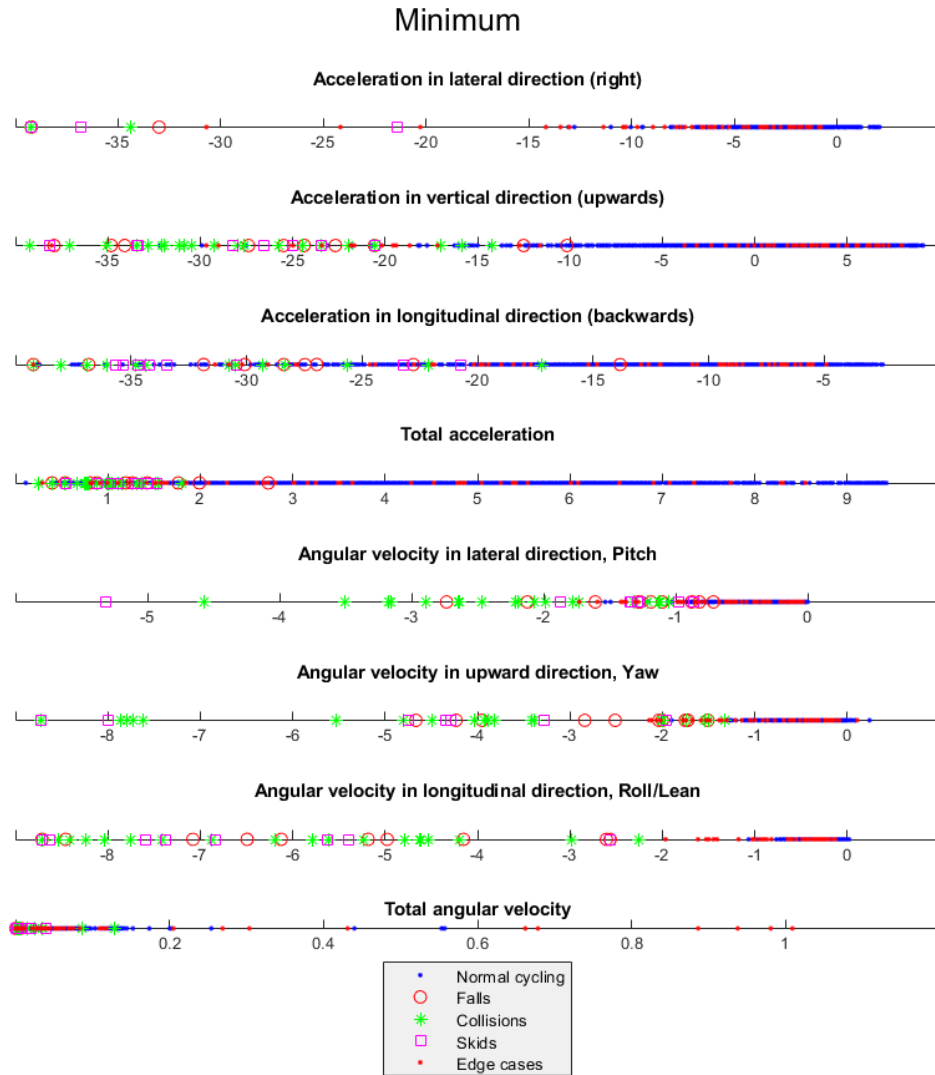 Minimum
Acceleration in lateral direction (right)
-35 -30 -25 -20 -15 -10 -5 0
Acceleration in vertical direction (upwards)
-35 -30 -25 -20 -15 -10 -5 0 5
Acceleration in longitudinal direction (backwards)
-35 -30 -25 -20 -15 -10 -5
Total acceleration
1 2 3 4 5 6 7 8 9
Angular velocity in lateral direction, Pitch
-5 -4 -3 -2 -1 0
Angular velocity in upward direction, Yaw
-8 -7 -6 -5 -4 -3 -2 -1 0
Angular velocity in longitudinal direction, Roll/Lean
-8 -7 -6 -5 -4 -3 -2 -1 0
Total angular velocity
0.2 0.4 0.6 0.8 1
Normal cycling
Falls
Collisions
Skids
Edge cases